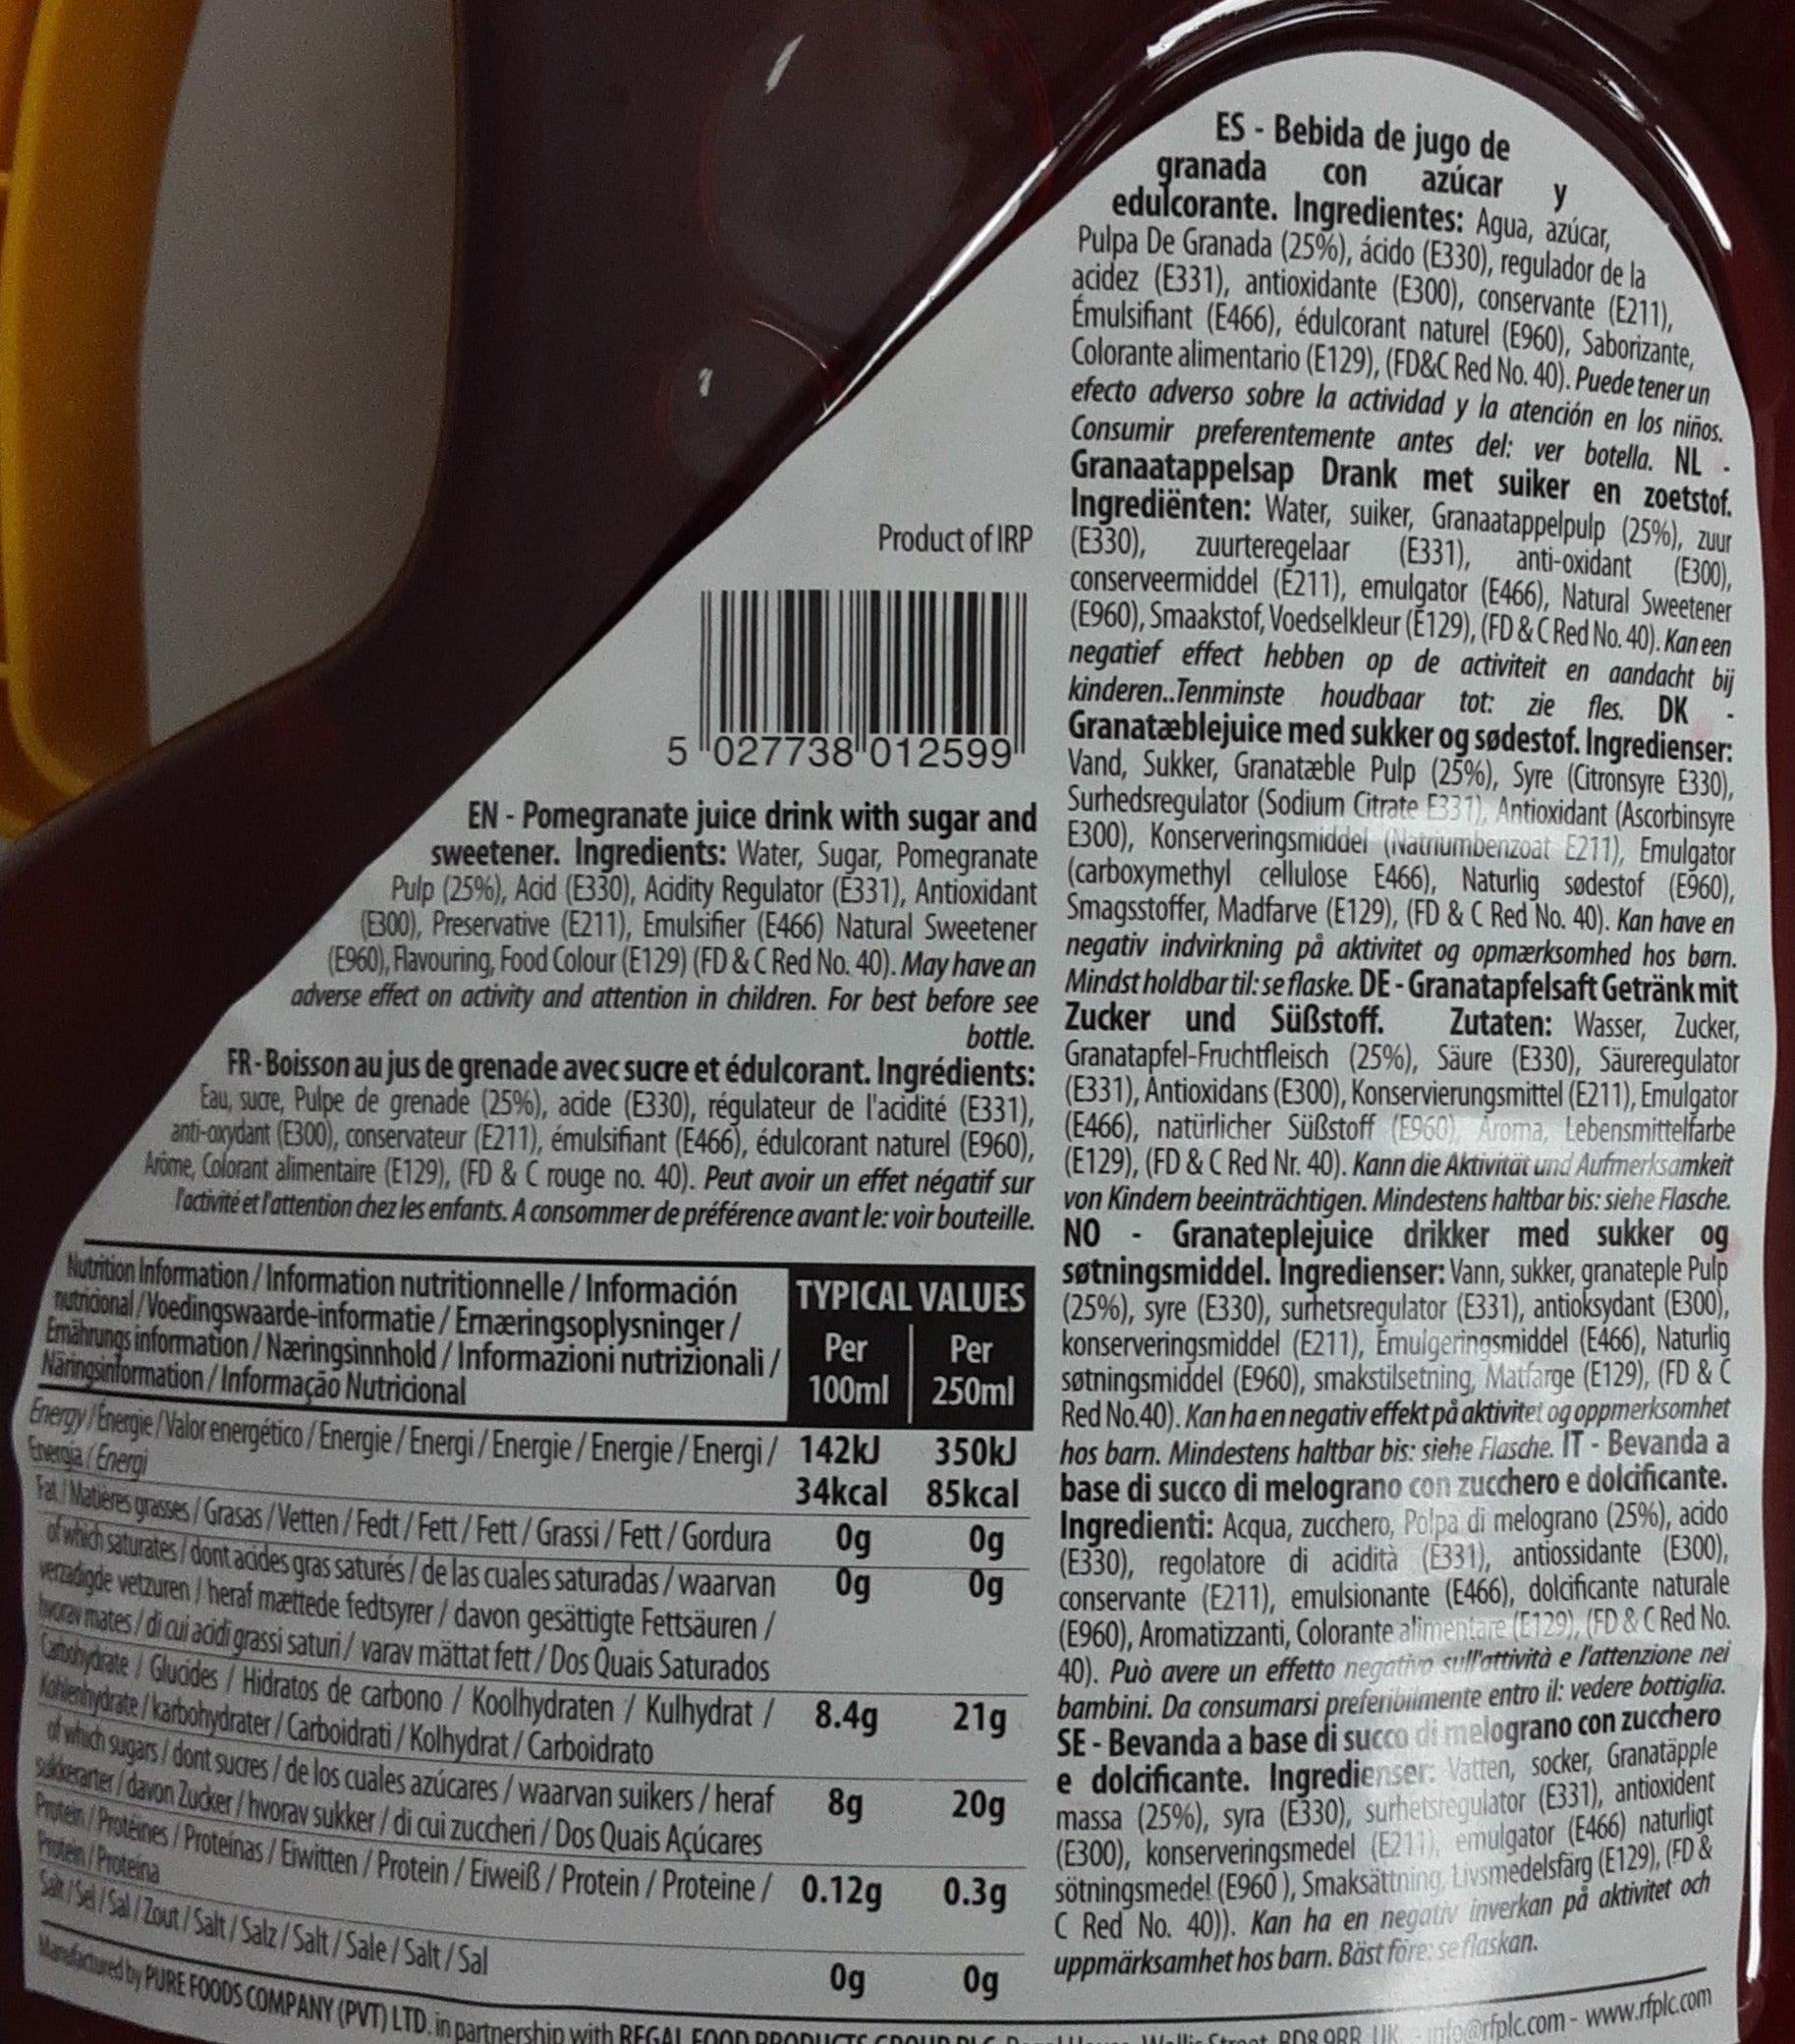 Product of IRP
5 027738 012599
EN - Pomegranate juice drink with sugar and
sweetener. Ingredients: Water, Sugar, Pomegranate
Pulp (25%), Acid (E330), Acidity Regulator (E331), Antioxidant
(E300), Preservative (E211), Emulsifier (E466) Natural Sweetener
(E960), Flavouring, Food Colour (E129) (FD & C Red No. 40). May have an
adverse effect on activity and attention in children. For best before see
bottle.
FR - Boisson au jus de grenade avec sucre et édulcorant. Ingrédients:
Eau, sucre, Pulpe de grenade (25%), acide (E330), régulateur de l'acidité (E331),
anti-oxydant (E300), conservateur (E211), émulsifiant (E466), édulcorant naturel (E960),
Arôme, Colorant alimentaire (E129), (FD & C rouge no. 40). Peut avoir un effet négatif sur
l'activité et l'attention chez les enfants. A consommer de préférence avant le: voir bouteille.
Nutrition Information / Information nutritionnelle / Información
nutricional / Voedingswaarde-informatie / Ernæringsoplysninger /
Ernährungs information / Næringsinnhold / Informazioni nutrizionali /
Näringsinformation / Informação Nutricional
TYPICAL VALUES
Per 100ml Per 250ml
Energy / Énergie / Valor energético / Energie / Energi / Energie / Energie / Energi / 142kJ 350kJ
Energia / Energi 34kcal 85kcal
Fat / Matières grasses / Grasas / Vetten / Fedt / Fett / Fett / Grassi / Fett / Gordura 0g 0g
of which saturates / dont acides gras saturés / de las cuales saturadas / waarvan 0g 0g
verzadigde vetzuren / heraf mættede fedtsyrer / davon gesättigte Fettsäuren /
hvorav mates / di cui acidi grassi saturi / varav mättat fett / Dos Quais Saturados
Carbohydrate / Glucides / Hidratos de carbono / Koolhydraten / Kulhydrat / 8.4g 21g
Kohlenhydrate / karbohydrater / Carboidrati / Kolhydrat / Carboidrato
of which sugars / dont sucres / de los cuales azúcares / waarvan suikers / heraf 8g 20g
sukkerarter / davon Zucker / hvorav sukker / di cui zuccheri / Dos Quais Açúcares
Protein / Protéines / Proteínas / Eiwitten / Protein / Eiweiß / Protein / Proteine / 0.12g 0.3g
Protein / Proteína
Salt / Sel / Sal / Zout / Salt / Salz / Salt / Sale / Salt / Sal 0g 0g
Manufactured by PURE FOODS COMPANY (PVT) LTD. in partnership with REGAL FOOD PRODUCTS GROUP PLC BD8 9RR UK - info@rfplc.com - www.rfplc.com
ES - Bebida de jugo de
granada con azúcar y
edulcorante. Ingredientes: Agua, azúcar,
Pulpa De Granada (25%), ácido (E330), regulador de la
acidez (E331), antioxidante (E300), conservante (E211),
Émulsifiant (E466), édulcorant naturel (E960), Saborizante,
Colorante alimentario (E129), (FD&C Red No. 40). Puede tener un
efecto adverso sobre la actividad y la atención en los niños.
Consumir preferentemente antes del: ver botella. NL -
Granaatappelsap Drank met suiker en zoetstof.
Ingrediënten: Water, suiker, Granaatappelpulp (25%), zuur
(E330), zuurteregelaar (E331), anti-oxidant (E300),
conserveermiddel (E211), emulgator (E466), Natural Sweetener
(E960), Smaakstof, Voedselkleur (E129), (FD & C Red No. 40). Kan een
negatief effect hebben op de activiteit en aandacht bij
kinderen..Tenminste houdbaar tot: zie fles. DK -
Granatæblejuice med sukker og sødestof. Ingredienser:
Vand, Sukker, Granatæble Pulp (25%), Syre (Citronsyre E330),
Surhedsregulator (Sodium Citrate E331), Antioxidant (Ascorbinsyre
E300), Konserveringsmiddel (Natriumbenzoat E211), Emulgator
(carboxymethyl cellulose E466), Naturlig sødestof (E960),
Smagsstoffer, Madfarve (E129), (FD & C Red No. 40). Kan have en
negativ indvirkning på aktivitet og opmærksomhed hos børn.
Mindst holdbar til: se flaske. DE - Granatapfelsaft Getränk mit
Zucker und Süßstoff. Zutaten: Wasser, Zucker,
Granatapfel-Fruchtfleisch (25%), Säure (E330), Säureregulator
(E331), Antioxidans (E300), Konservierungsmittel (E211), Emulgator
(E466), natürlicher Süßstoff (E960), Aroma, Lebensmittelfarbe
(E129), (FD & C Red Nr. 40). Kann die Aktivität und Aufmerksamkeit
von Kindern beeinträchtigen. Mindestens haltbar bis: siehe Flasche.
NO - Granateplejuice drikker med sukker og
søtningsmiddel. Ingredienser: Vann, sukker, granateple Pulp
(25%), syre (E330), surhetsregulator (E331), antioksydant (E300),
konserveringsmiddel (E211), Emulgeringsmiddel (E466), Naturlig
søtningsmiddel (E960), smakstilsetning, Matfarge (E129), (FD & C
Red No.40). Kan ha en negativ effekt på aktivitet og oppmerksomhet
hos barn. Mindestens haltbar bis: siehe Flasche. IT - Bevanda a
base di succo di melograno con zucchero e dolcificante.
Ingredienti: Acqua, zucchero, Polpa di melograno (25%), acido
(E330), regolatore di acidità (E331), antiossidante (E300),
conservante (E211), emulsionante (E466), dolcificante naturale
(E960), Aromatizzanti, Colorante alimentare (E129), (FD & C Red No.
40). Può avere un effetto negativo sull'attività e l'attenzione nei
bambini. Da consumarsi preferibilmente entro il: vedere bottiglia.
SE - Bevanda a base di succo di melograno con zucchero
e dolcificante. Ingredienser: Vatten, socker, Granatäpple
massa (25%), syra (E330), surhetsregulator (E331), antioxident
(E300), konserveringsmedel (E211), emulgator (E466) naturligt
sötningsmedel (E960 ), Smaksättning, Livsmedelsfärg (E129), (FD &
C Red No. 40)). Kan ha en negativ inverkan på aktivitet och
uppmärksamhet hos barn. Bäst före: se flaskan.